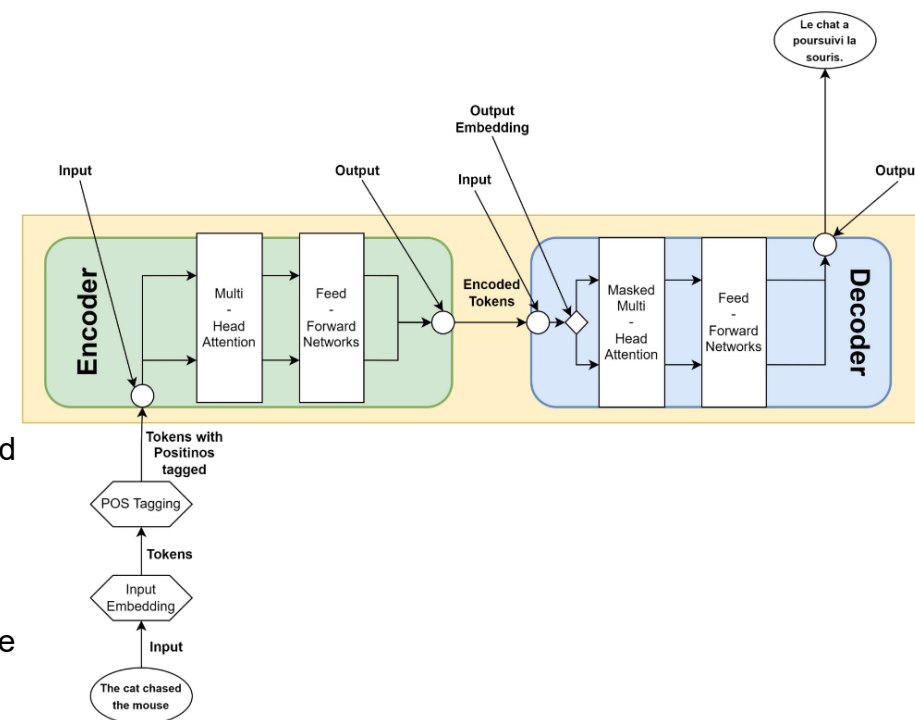 Le chat a
poursuivi la
souris.
Output
Embedding
Input
Output
Input
Outpu
Encoder
Multi
-
Head
Attention
Feed
-
Forward
Networks
Encoded
Tokens
Masked
Multi
-
Head
Attention
Feed
-
Forward
Networks
Decoder
d
Tokens with
Positinos
tagged
POS Tagging
Tokens
Input
Embedding
e
Input
The cat chased
the mouse